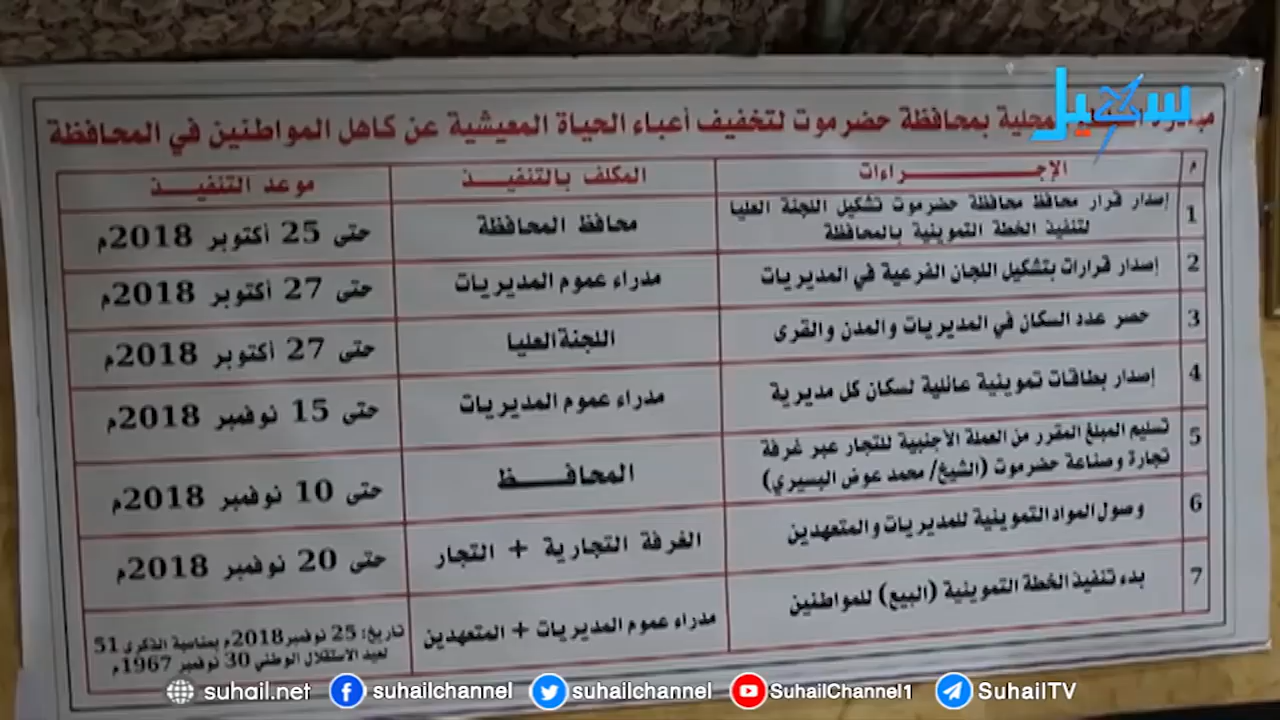 سهيل
المحلية بمحافظة حضرموت لتخفيف أعباء الحياة المعيشية عن كاهل المواطنين في المحافظة
م الإجـــراءات المكلف بالتنفيـــذ موعد التنفيـــذ
1 إصدار قرار محافظ محافظة حضرموت تشكيل اللجنة العليا
لتنفيذ الخطة التموينية بالمحافظة
محافظ المحافظة
حتى 25 أكتوبر 2018م
2 إصدار قرارات بتشكيل اللجان الفرعية في المديريات
مدراء عموم المديريات
حتى 27 أكتوبر 2018م
3 حصر عدد السكان في المديريات والمدن والقرى
اللجنة العليا
حتى 27 أكتوبر 2018م
4 إصدار بطاقات تموينية عائلية لسكان كل مديرية
مدراء عموم المديريات
حتى 15 نوفمبر 2018م
5 تسليم المبلغ المقرر من العملة الأجنبية للتجار عبر غرفة
تجارة وصناعة حضرموت (الشيخ/ محمد عوض البسيري)
المحافـــظ
حتى 10 نوفمبر 2018م
6 وصول المواد التموينية للمديريات والمتعهدين
الغرفة التجارية + التجار
حتى 20 نوفمبر 2018م
7 بدء تنفيذ الخطة التموينية (البيع) للمواطنين
مدراء عموم المديريات + المتعهدين
تاريخ: 25 نوفمبر 2018م بمناسبة الذكرى 51
لعيد الاستقلال الوطني 30 نوفمبر 1967م
suhail.net suhailchannel suhailchannel SuhailChannel1 SuhailTV